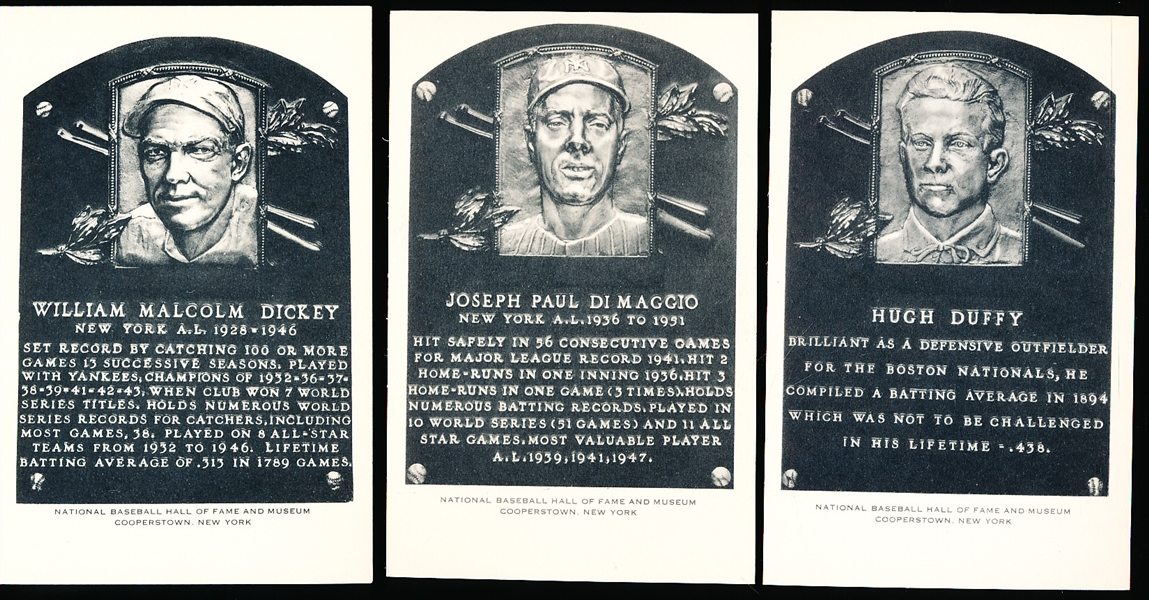 WILLIAM MALCOLM DICKEY
NEW YORK A.L. 1928-1946
SET RECORD BY CATCHING 100 OR MORE
GAMES 13 SUCCESSIVE SEASONS. PLAYED
WITH YANKEES, CHAMPIONS OF 1932-36-37-
38-39-41-42-43, WHEN CLUB WON 7 WORLD
SERIES TITLES. HOLDS NUMEROUS WORLD
SERIES RECORDS FOR CATCHERS, INCLUDING
MOST GAMES, 38. PLAYED ON 8 ALL-STAR
TEAMS FROM 1932 TO 1946. LIFETIME
BATTING AVERAGE OF .313 IN 1789 GAMES.
NATIONAL BASEBALL HALL OF FAME AND MUSEUM
COOPERSTOWN, NEW YORK
NY
JOSEPH PAUL DI MAGGIO
NEW YORK A.L. 1936 TO 1951
HIT SAFELY IN 56 CONSECUTIVE GAMES
FOR MAJOR LEAGUE RECORD 1941. HIT 2
HOME-RUNS IN ONE INNING 1936. HIT 3
HOME-RUNS IN ONE GAME (3 TIMES). HOLDS
NUMEROUS BATTING RECORDS. PLAYED IN
10 WORLD SERIES (51 GAMES) AND 11 ALL
STAR GAMES. MOST VALUABLE PLAYER
A.L. 1939, 1941, 1947.
NATIONAL BASEBALL HALL OF FAME AND MUSEUM
COOPERSTOWN, NEW YORK
HUGH DUFFY
BRILLIANT AS A DEFENSIVE OUTFIELDER
FOR THE BOSTON NATIONALS, HE
COMPILED A BATTING AVERAGE IN 1894
WHICH WAS NOT TO BE CHALLENGED
IN HIS LIFETIME - .438.
NATIONAL BASEBALL HALL OF FAME AND MUSEUM
COOPERSTOWN, NEW YORK